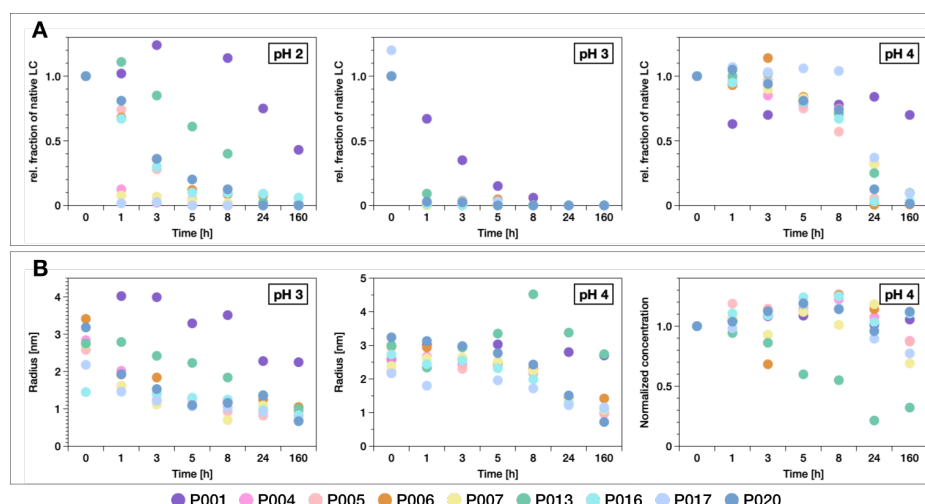 A
pH 2
rel. fraction of native LC
1.0
0.5
0
0 1 3 5 8 24 160
Time [h]
pH 3
rel. fraction of native LC
1.0
0.5
0
0 1 3 5 8 24 160
Time [h]
pH 4
rel. fraction of native LC
1.0
0.5
0
0 1 3 5 8 24 160
Time [h]
B
pH 3
Radius [nm]
4
3
2
1
0
0 1 3 5 8 24 160
Time [h]
pH 4
Radius [nm]
5
4
3
2
1
0
0 1 3 5 8 24 160
Time [h]
pH 4
Normalized concentration
1.0
0.5
0
0 1 3 5 8 24 160
Time [h]
P001 P004 P005 P006 P007 P013 P016 P017 P020